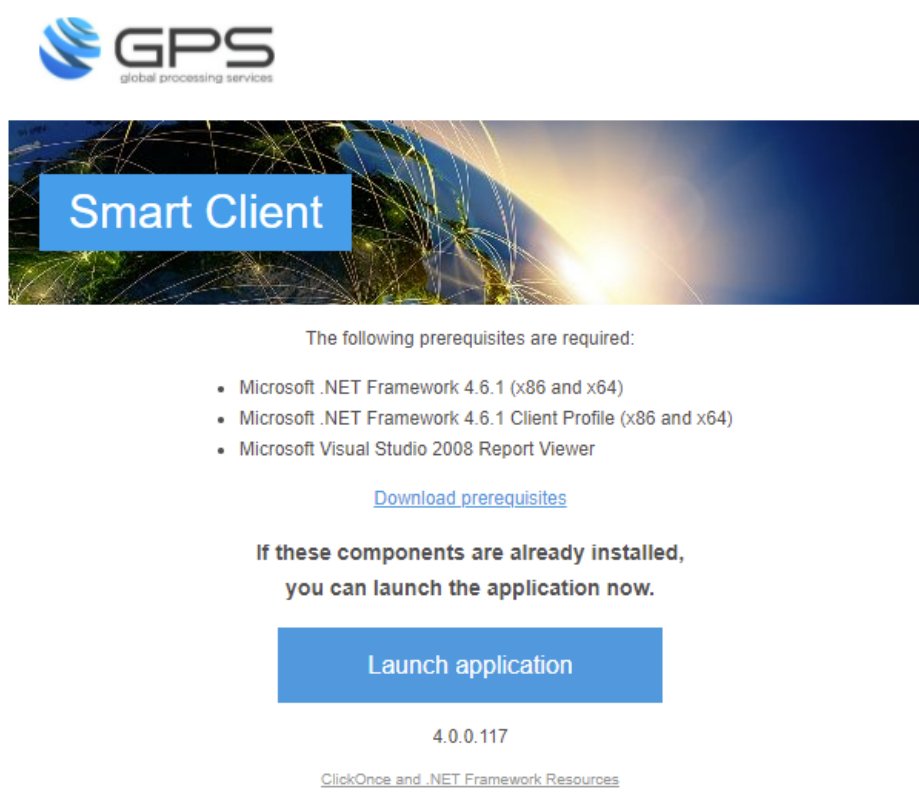 GPS
global processing services
Smart Client
The following prerequisites are required:
• Microsoft .NET Framework 4.6.1 (x86 and x64)
• Microsoft .NET Framework 4.6.1 Client Profile (x86 and x64)
• Microsoft Visual Studio 2008 Report Viewer
Download prerequisites
If these components are already installed,
you can launch the application now.
Launch application
4.0.0.117
ClickOnce and .NET Framework Resources